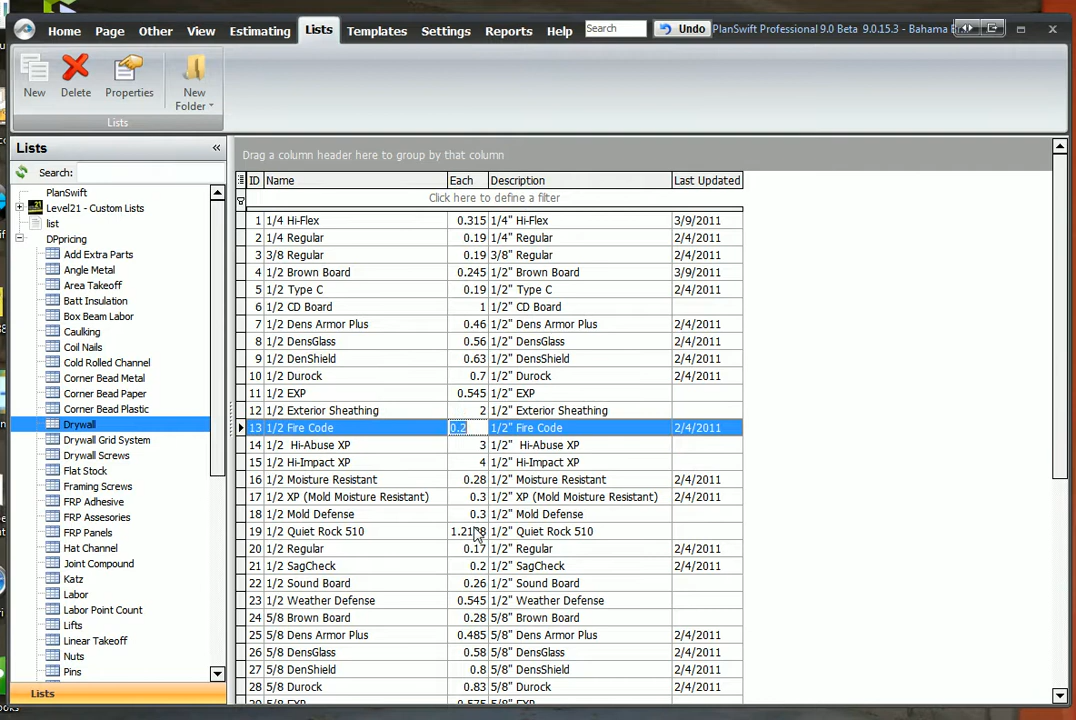 Home Page Other View Estimating Lists Templates Settings Reports Help Search Undo PlanSwift Professional 9.0 Beta 9.0.15.3 - Bahama
New Delete Properties New Folder
Lists
Lists «
Search:
PlanSwift
Level21 - Custom Lists
list
DPpricing
Add Extra Parts
Angle Metal
Area Takeoff
Batt Insulation
Box Beam Labor
Caulking
Coil Nails
Cold Rolled Channel
Corner Bead Metal
Corner Bead Paper
Corner Bead Plastic
Drywall
Drywall Grid System
Drywall Screws
Flat Stock
Framing Screws
FRP Adhesive
FRP Assesories
FRP Panels
Hat Channel
Joint Compound
Katz
Labor
Labor Point Count
Lifts
Linear Takeoff
Nuts
Pins
Lists
Drag a column header here to group by that column
ID Name Each Description Last Updated
Click here to define a filter
1 1/4 Hi-Flex 0.315 1/4" Hi-Flex 3/9/2011
2 1/4 Regular 0.19 1/4" Regular 2/4/2011
3 3/8 Regular 0.19 3/8" Regular 2/4/2011
4 1/2 Brown Board 0.245 1/2" Brown Board 3/9/2011
5 1/2 Type C 0.19 1/2" Type C 2/4/2011
6 1/2 CD Board 1 1/2" CD Board
7 1/2 Dens Armor Plus 0.46 1/2" Dens Armor Plus 2/4/2011
8 1/2 DensGlass 0.56 1/2" DensGlass 2/4/2011
9 1/2 DenShield 0.63 1/2" DensShield 2/4/2011
10 1/2 Durock 0.7 1/2" Durock 2/4/2011
11 1/2 EXP 0.545 1/2" EXP
12 1/2 Exterior Sheathing 2 1/2" Exterior Sheathing
13 1/2 Fire Code 0.2 1/2" Fire Code 2/4/2011
14 1/2 Hi-Abuse XP 3 1/2" Hi-Abuse XP
15 1/2 Hi-Impact XP 4 1/2" Hi-Impact XP
16 1/2 Moisture Resistant 0.28 1/2" Moisture Resistant 2/4/2011
17 1/2 XP (Mold Moisture Resistant) 0.3 1/2" XP (Mold Moisture Resistant) 2/4/2011
18 1/2 Mold Defense 0.3 1/2" Mold Defense
19 1/2 Quiet Rock 510 1/2" Quiet Rock 510
20 1/2 Regular 0.17 1/2" Regular 2/4/2011
21 1/2 SagCheck 0.2 1/2" SagCheck 2/4/2011
22 1/2 Sound Board 0.26 1/2" Sound Board
23 1/2 Weather Defense 0.545 1/2" Weather Defense
24 5/8 Brown Board 0.28 5/8" Brown Board
25 5/8 Dens Armor Plus 0.485 5/8" Dens Armor Plus 2/4/2011
26 5/8 DensGlass 0.58 5/8" DensGlass 2/4/2011
27 5/8 DenShield 0.8 5/8" DensShield 2/4/2011
28 5/8 Durock 0.83 5/8" Durock 2/4/2011